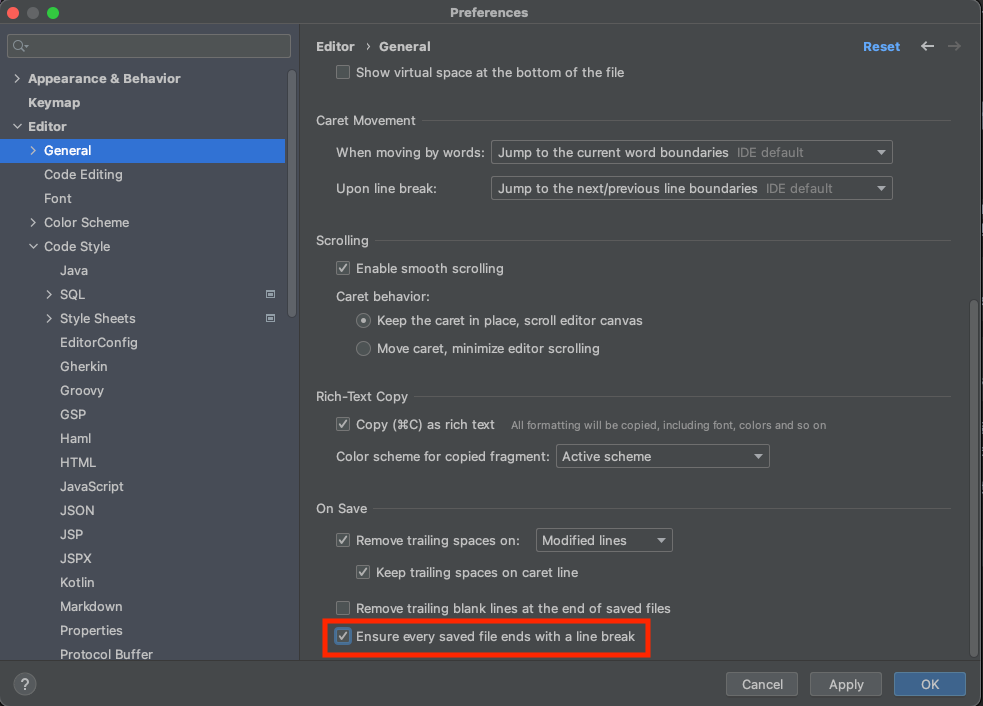 Preferences
Appearance & Behavior
Keymap
Editor
General
Code Editing
Font
Color Scheme
Code Style
Java
SQL
Style Sheets
EditorConfig
Gherkin
Groovy
GSP
Haml
HTML
JavaScript
JSON
JSP
JSPX
Kotlin
Markdown
Properties
Protocol Buffer
Editor › General Reset
Show virtual space at the bottom of the file
Caret Movement
When moving by words: Jump to the current word boundaries IDE default
Upon line break: Jump to the next/previous line boundaries IDE default
Scrolling
Enable smooth scrolling
Caret behavior:
Keep the caret in place, scroll editor canvas
Move caret, minimize editor scrolling
Rich-Text Copy
Copy (⌘C) as rich text All formatting will be copied, including font, colors and so on
Color scheme for copied fragment: Active scheme
On Save
Remove trailing spaces on: Modified lines
Keep trailing spaces on caret line
Remove trailing blank lines at the end of saved files
Ensure every saved file ends with a line break
? Cancel Apply OK